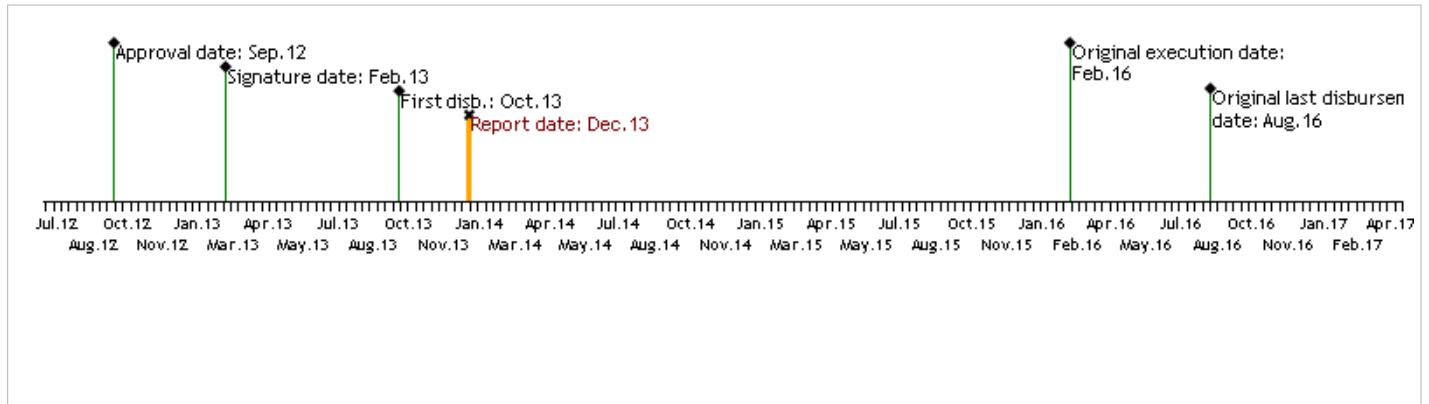 Approval date: Sep.12
Signature date: Feb.13
First disb.: Oct.13
Report date: Dec.13
Original execution date:
Feb.16
Original last disbursen
date: Aug.16
Jul.12 Oct.12 Jan.13 Apr.13 Jul.13 Oct.13 Jan.14 Apr.14 Jul.14 Oct.14 Jan.15 Apr.15 Jul.15 Oct.15 Jan.16 Apr.16 Jul.16 Oct.16 Jan.17 Apr.17
Aug.12 Nov.12 Mar.13 May.13 Aug.13 Nov.13 Mar.14 May.14 Aug.14 Nov.14 Mar.15 May.15 Aug.15 Nov.15 Feb.16 May.16 Aug.16 Nov.16 Feb.17